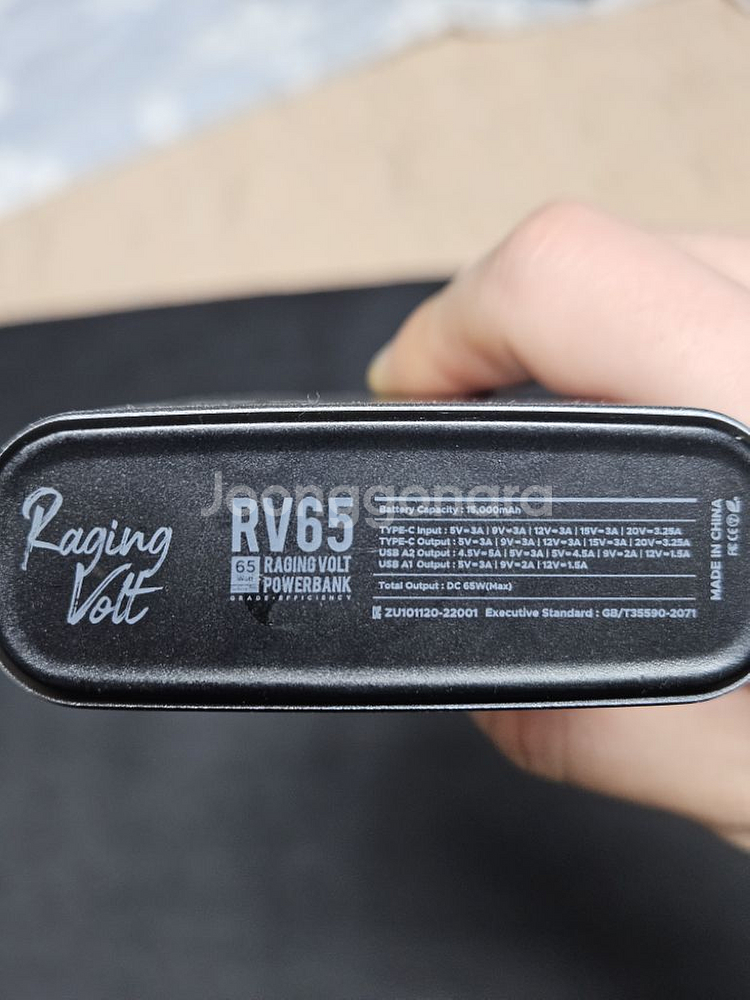 Jeonggonara
Raging
Volt
RV65
65
Watt
RAGING VOLT
POWERBANK
GRADE EFFICIENCY
Battery Capacity : 15,000mAh
TYPE-C Input : 5V=3A | 9V=3A | 12V=3A | 15V=3A | 20V=3.25A
TYPE-C Output : 5V=3A | 9V=3A | 12V=3A | 15V=3A | 20V=3.25A
USB A2 Output : 4.5V=5A | 5V=3A | 5V=4.5A | 9V=2A | 12V=1.5A
USB A1 Output : 5V=3A | 9V=2A | 12V=1.5A
Total Output : DC 65W(Max)
ZU101120-22001 Executive Standard : GB/T35590-2071
MADE IN CHINA